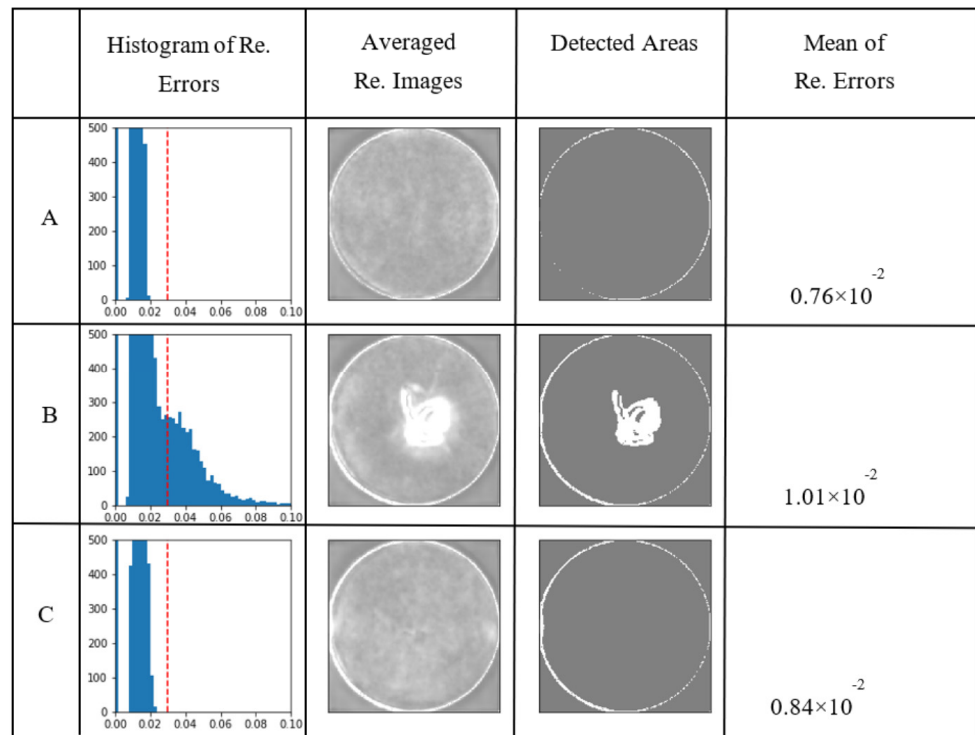 Histogram of Re.
Errors
Averaged
Re. Images
Detected Areas
Mean of
Re. Errors
A
500
400
300
200
100
0
0.00 0.02 0.04 0.06 0.08 0.10
0.76×10-2
B
500
400
300
200
100
0
0.00 0.02 0.04 0.06 0.08 0.10
1.01×10-2
C
500
400
300
200
100
0
0.00 0.02 0.04 0.06 0.08 0.10
0.84×10-2